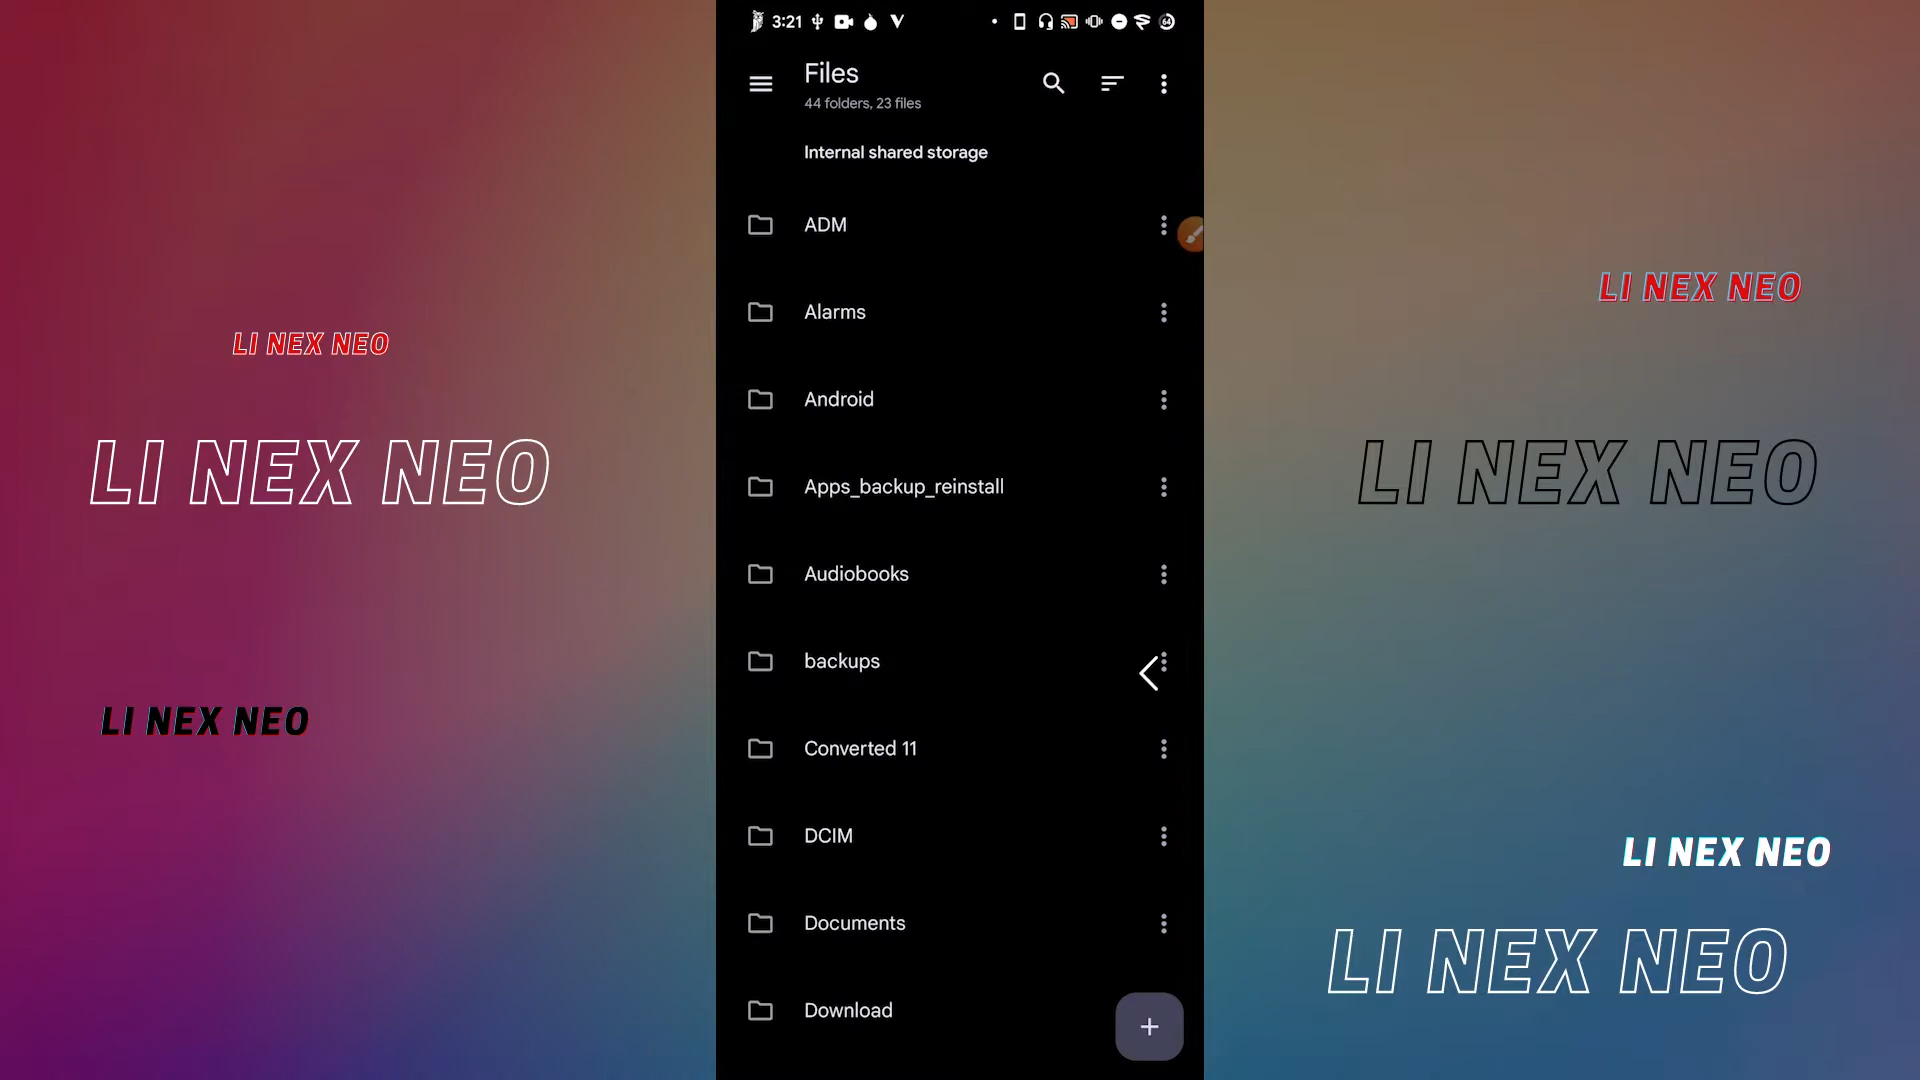 3:21
64
Files
44 folders, 23 files
Internal shared storage
ADM
Alarms
Android
Apps_backup_reinstall
Audiobooks
backups
Converted 11
DCIM
Documents
Download
LI NEX NEO
LI NEX NEO
LI NEX NEO
LI NEX NEO
LI NEX NEO
LI NEX NEO
LI NEX NEO